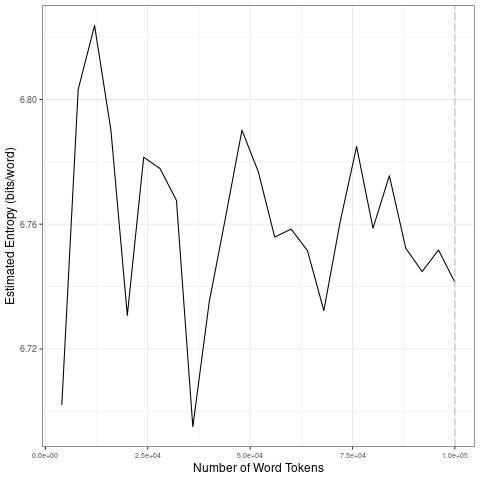 Estimated Entropy (bits/word)
6.80
6.76
6.72
0.0e+00 2.5e+04 5.0e+04 7.5e+04 1.0e+05
Number of Word Tokens